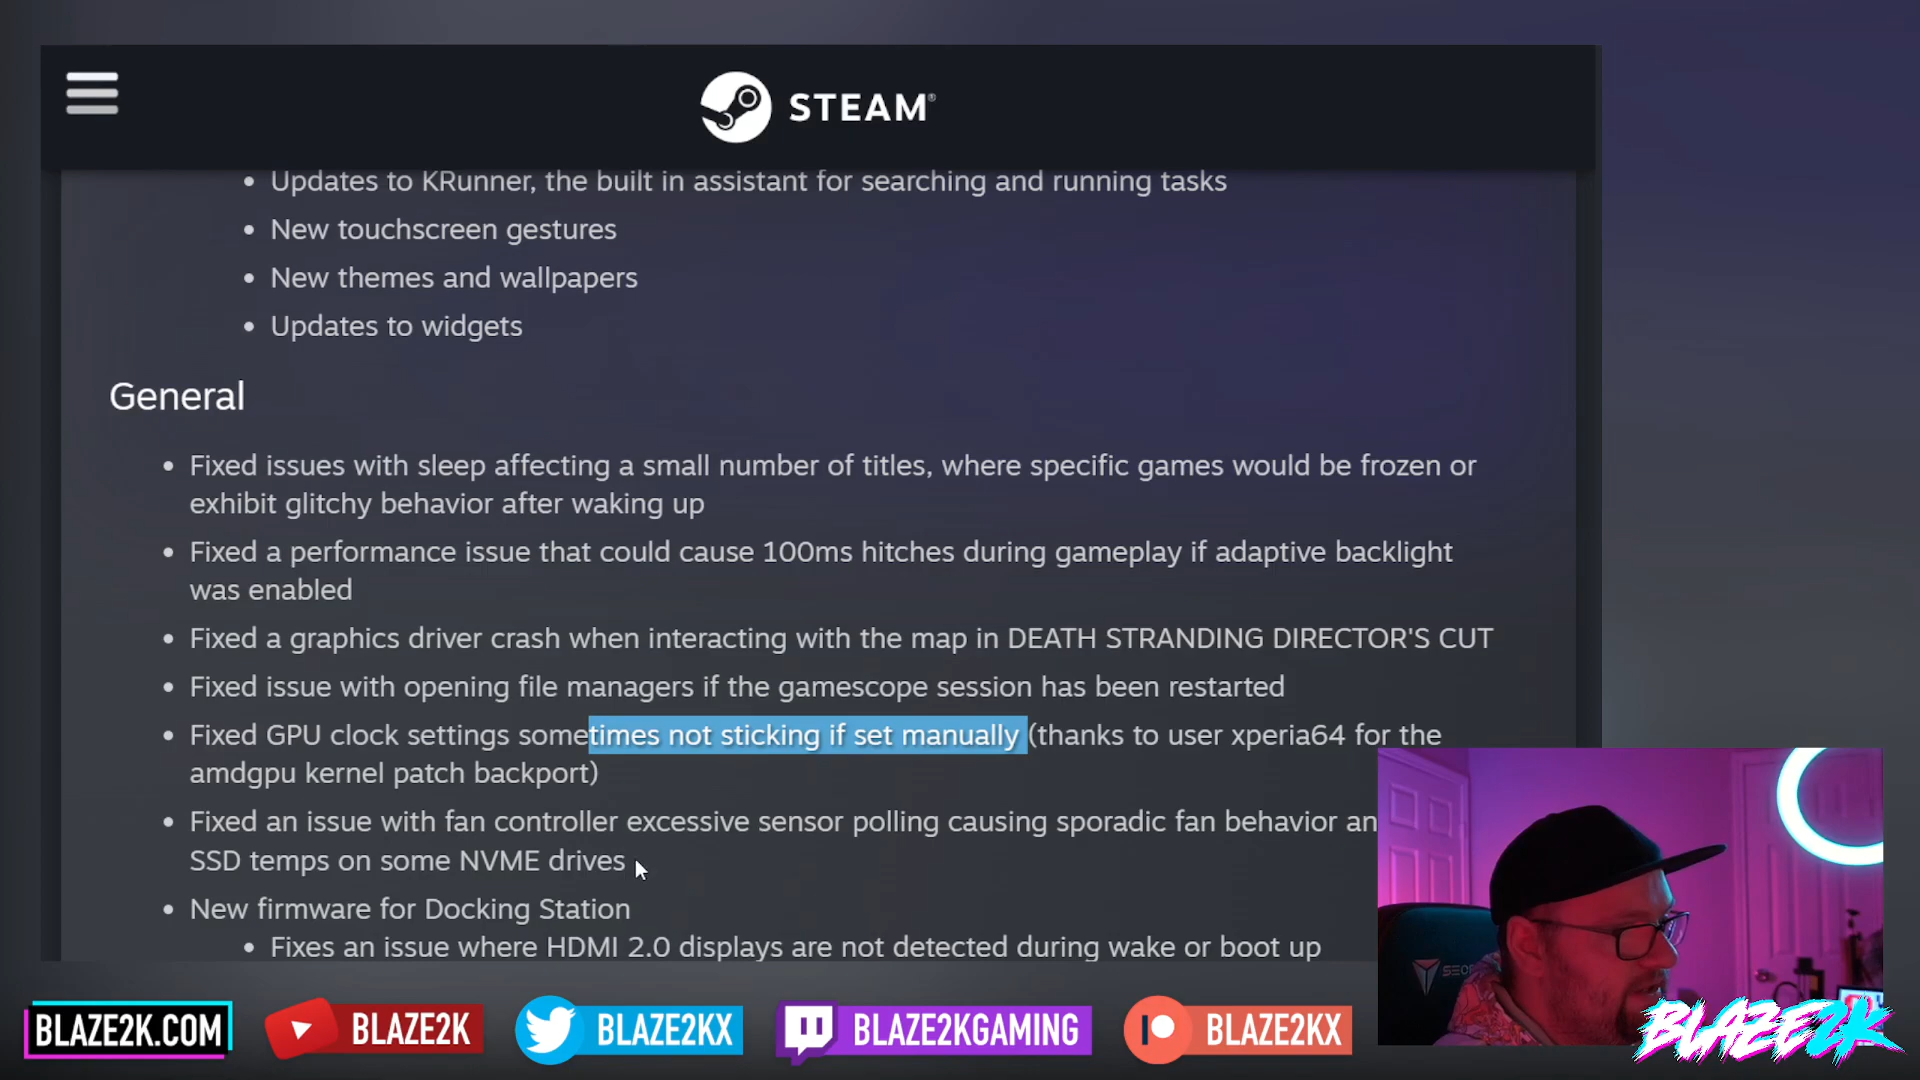 STEAM®
Updates to KRunner, the built in assistant for searching and running tasks
New touchscreen gestures
New themes and wallpapers
Updates to widgets
General
Fixed issues with sleep affecting a small number of titles, where specific games would be frozen or
exhibit glitchy behavior after waking up
Fixed a performance issue that could cause 100ms hitches during gameplay if adaptive backlight
was enabled
Fixed a graphics driver crash when interacting with the map in DEATH STRANDING DIRECTOR'S CUT
Fixed issue with opening file managers if the gamescope session has been restarted
Fixed GPU clock settings sometimes not sticking if set manually (thanks to user xperia64 for the
amdgpu kernel patch backport)
Fixed an issue with fan controller excessive sensor polling causing sporadic fan behavior an
SSD temps on some NVME drives
New firmware for Docking Station
Fixes an issue where HDMI 2.0 displays are not detected during wake or boot up
BLAZE2K.COM
BLAZE2K
BLAZE2KX
BLAZE2KGAMING
BLAZE2KX
BLAZE2K